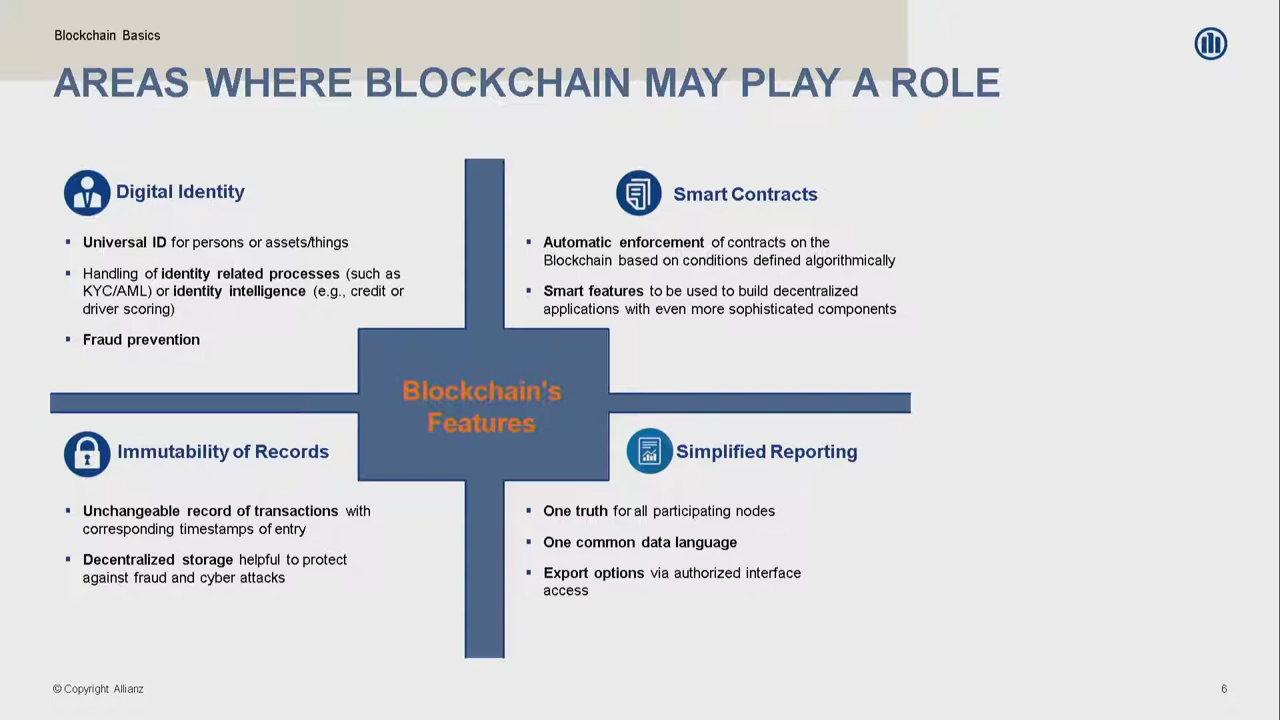 Blockchain Basics
AREAS WHERE BLOCKCHAIN MAY PLAY A ROLE
Digital Identity
▪ Universal ID for persons or assets/things
▪ Handling of identity related processes (such as
KYC/AML) or identity intelligence (e.g., credit or
driver scoring)
▪ Fraud prevention
Smart Contracts
▪ Automatic enforcement of contracts on the
Blockchain based on conditions defined algorithmically
▪ Smart features to be used to build decentralized
applications with even more sophisticated components
Blockchain's
Features
Immutability of Records
▪ Unchangeable record of transactions with
corresponding timestamps of entry
▪ Decentralized storage helpful to protect
against fraud and cyber attacks
Simplified Reporting
▪ One truth for all participating nodes
▪ One common data language
▪ Export options via authorized interface
access
© Copyright Allianz
6